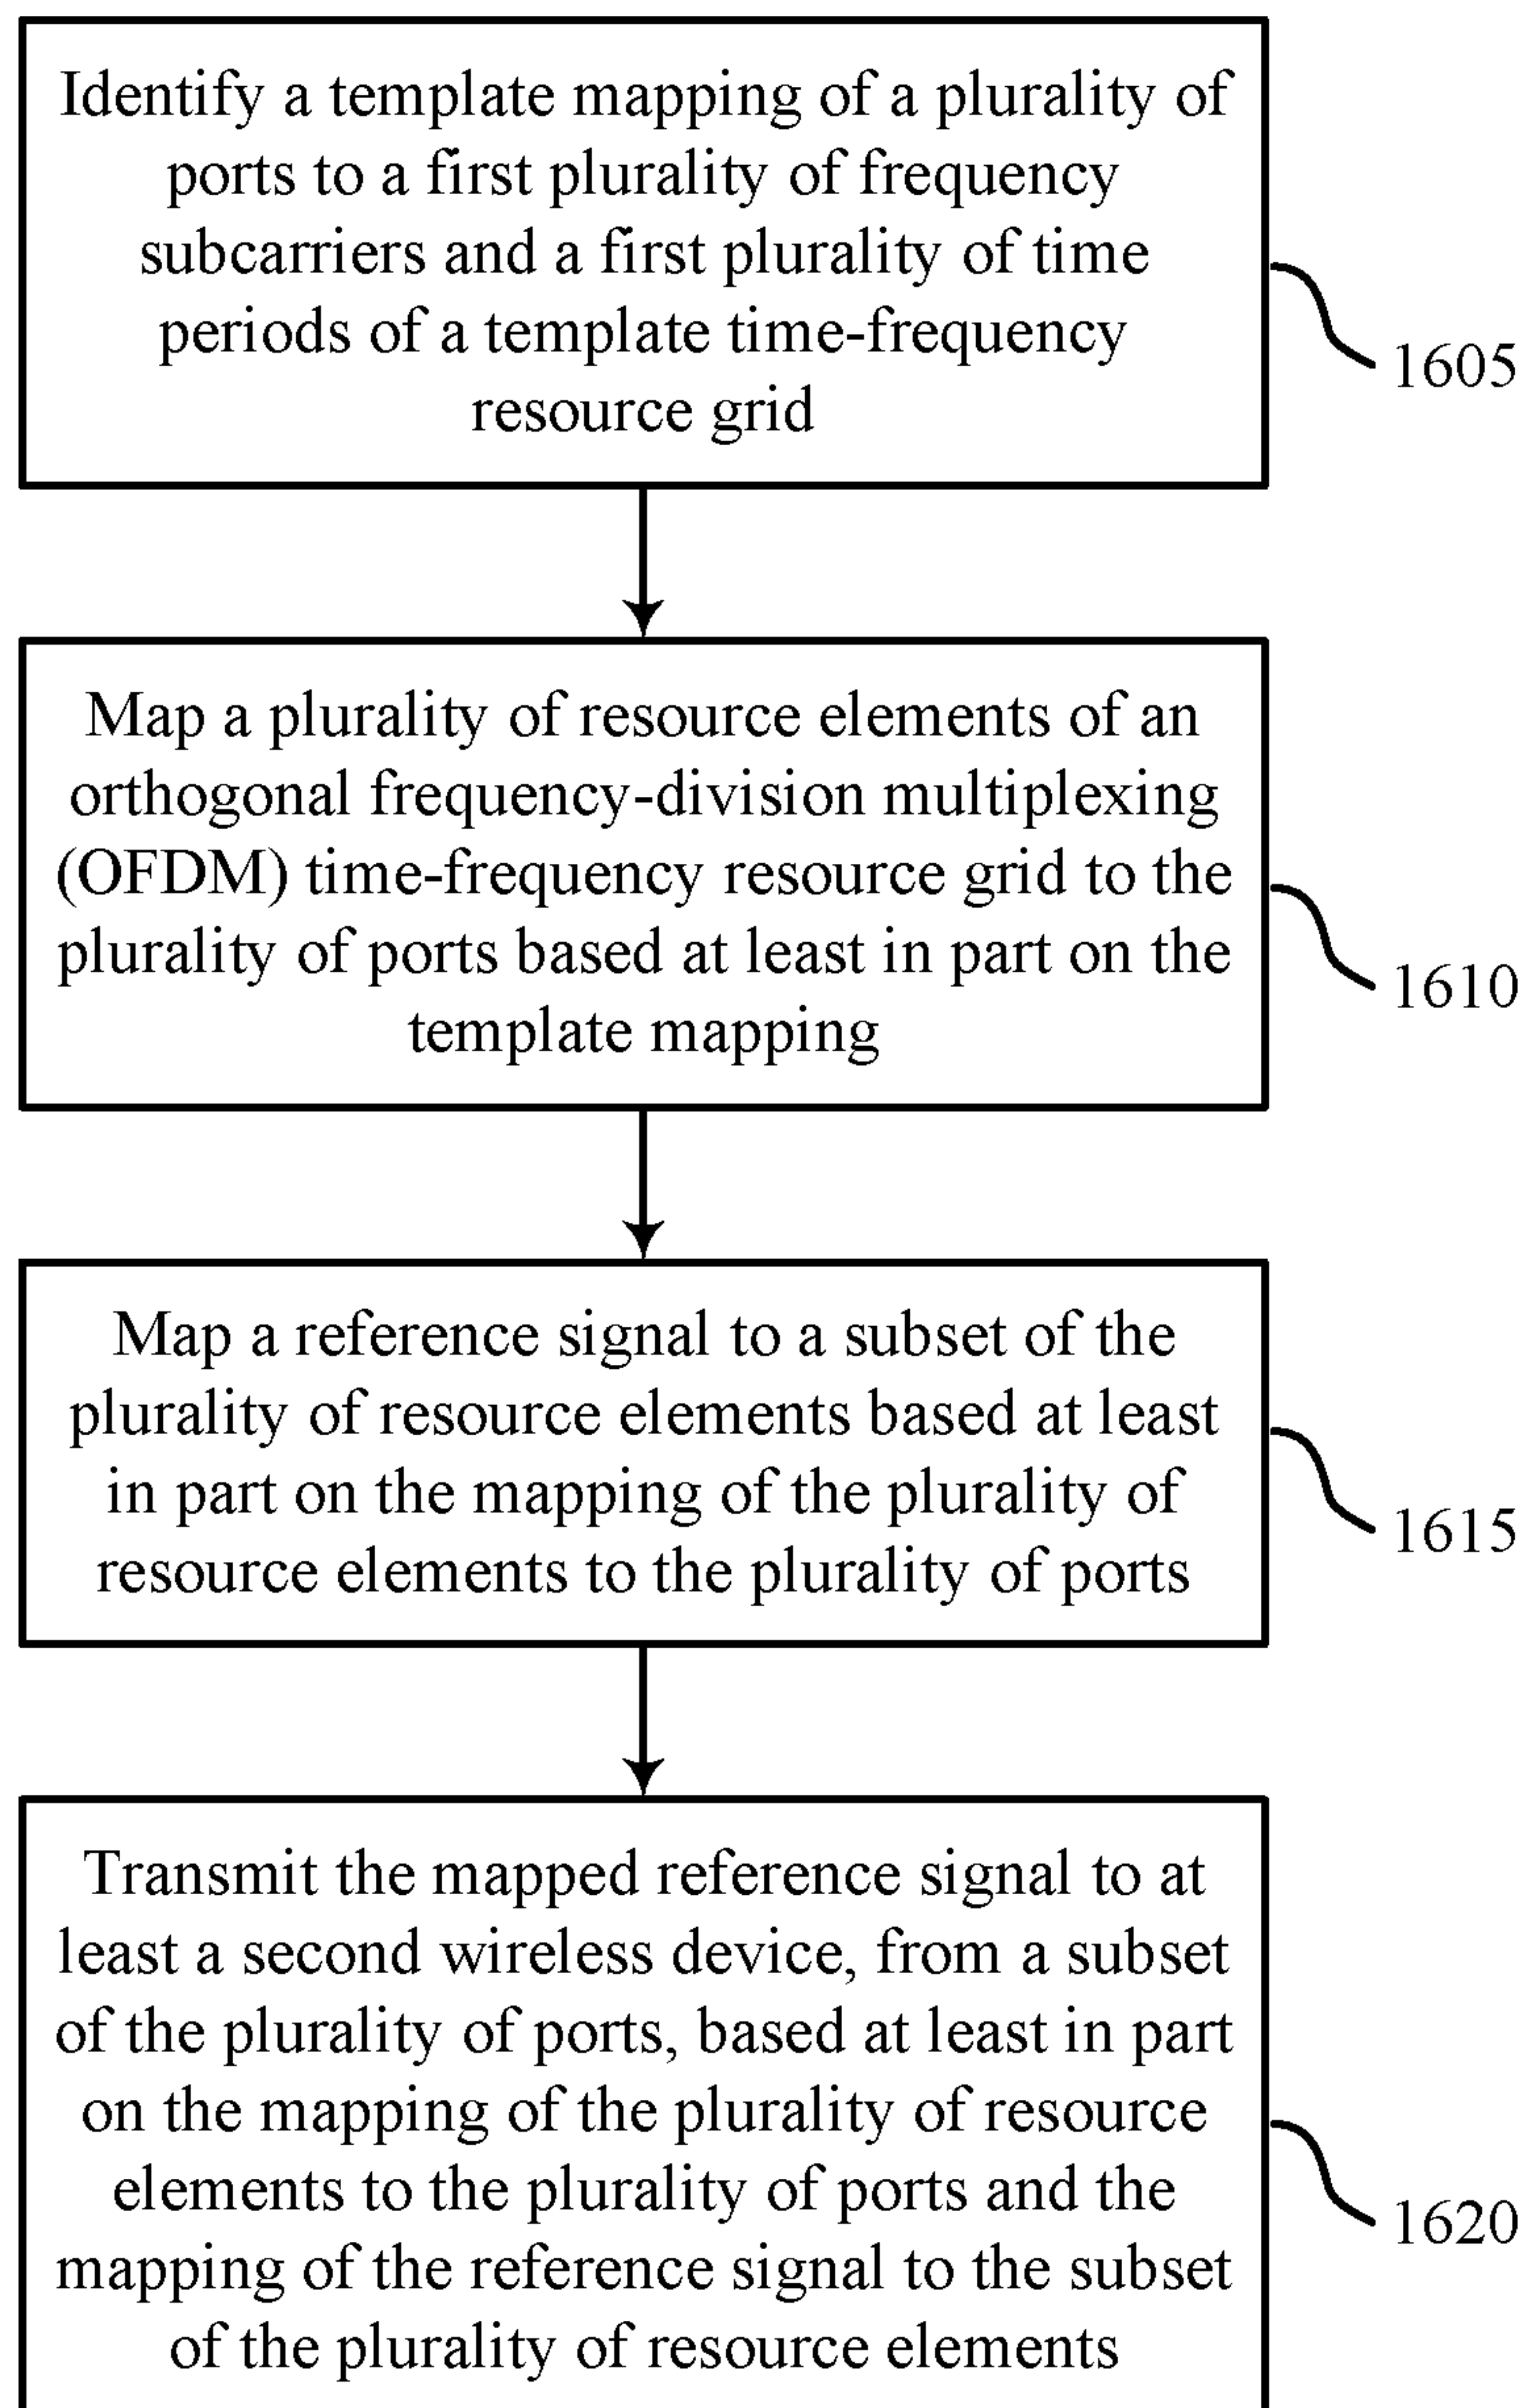 Identify a template mapping of a plurality of
ports to a first plurality of frequency
subcarriers and a first plurality of time
periods of a template time-frequency
resource grid
1605
Map a plurality of resource elements of an
orthogonal frequency-division multiplexing
(OFDM) time-frequency resource grid to the
plurality of ports based at least in part on the
template mapping
1610
Map a reference signal to a subset of the
plurality of resource elements based at least
in part on the mapping of the plurality of
resource elements to the plurality of ports
1615
Transmit the mapped reference signal to at
least a second wireless device, from a subset
of the plurality of ports, based at least in part
on the mapping of the plurality of resource
elements to the plurality of ports and the
mapping of the reference signal to the subset
of the plurality of resource elements
1620